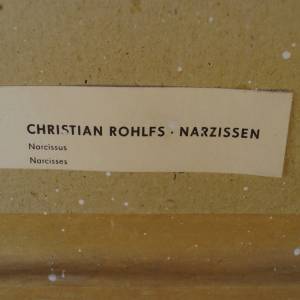 CHRISTIAN ROHLFS · NARZISSEN
Narcissus
Narcisses